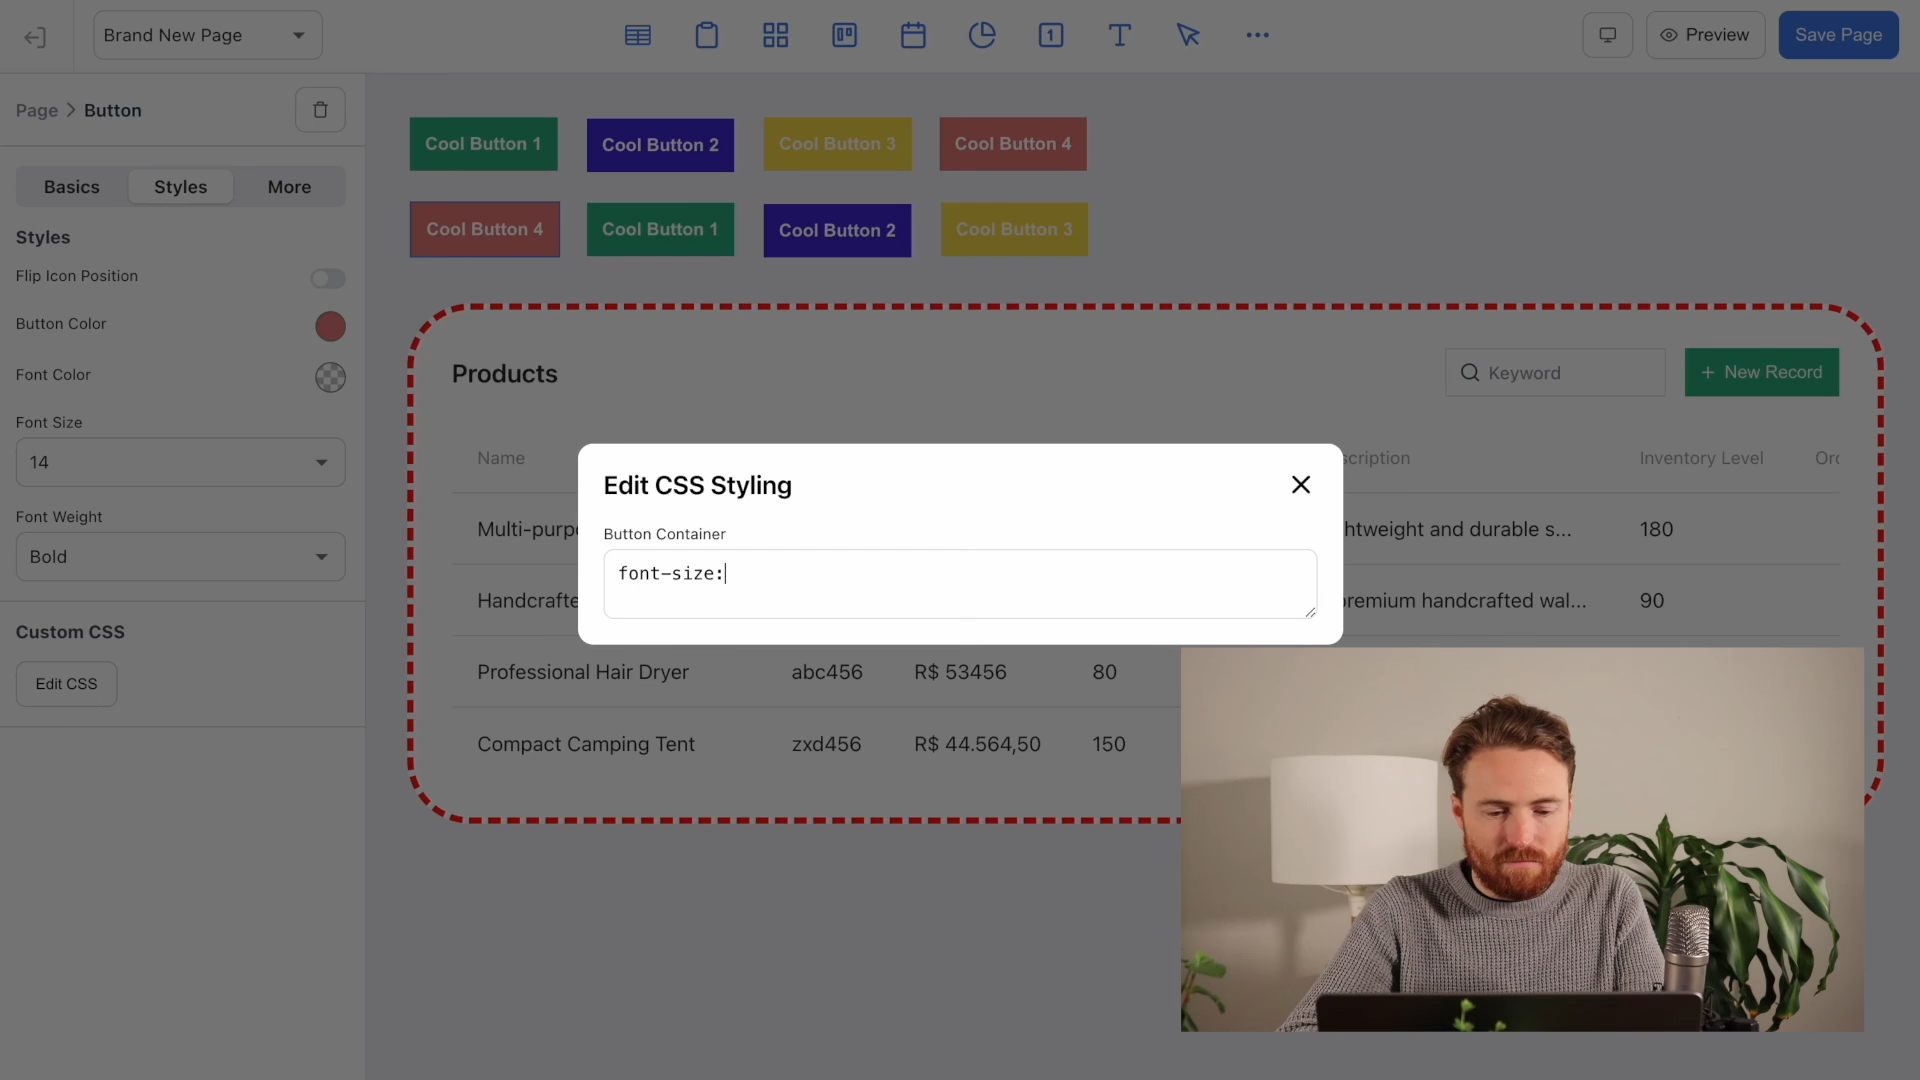 Brand New Page
1
Preview
Save Page
Page > Button
Basics
Styles
More
Styles
Flip Icon Position
Button Color
Font Color
Font Size
14
Font Weight
Bold
Custom CSS
Edit CSS
Cool Button 1
Cool Button 2
Cool Button 3
Cool Button 4
Cool Button 4
Cool Button 1
Cool Button 2
Cool Button 3
Products
Keyword
+ New Record
Name
scription
Inventory Level
Orc
Edit CSS Styling
Button Container
font-size:
Multi-purp
htweight and durable s...
180
Handcrafte
premium handcrafted wal...
90
Professional Hair Dryer
abc456
R$ 53456
80
Compact Camping Tent
zxd456
R$ 44.564,50
150